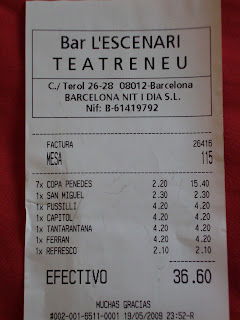 Bar L'ESCENARI
TEATRENEU
C./ Terol 26-28 08012-Barcelona
BARCELONA NIT I DIA S.L.
Nif: B-61419792
FACTURA 26416
MESA 115
7x COPA PENEDES 2.20 15.40
1x SAN MIGUEL 2.30 2.30
1x FUSSILLI 4.20 4.20
1x CAPITOL 4.20 4.20
1x TANTARANTANA 4.20 4.20
1x FERRAN 4.20 4.20
1x REFRESCO 2.10 2.10
EFECTIVO 36.60
MUCHAS GRACIAS
#002-001-6511-0001 19/05/2009 23:52-R